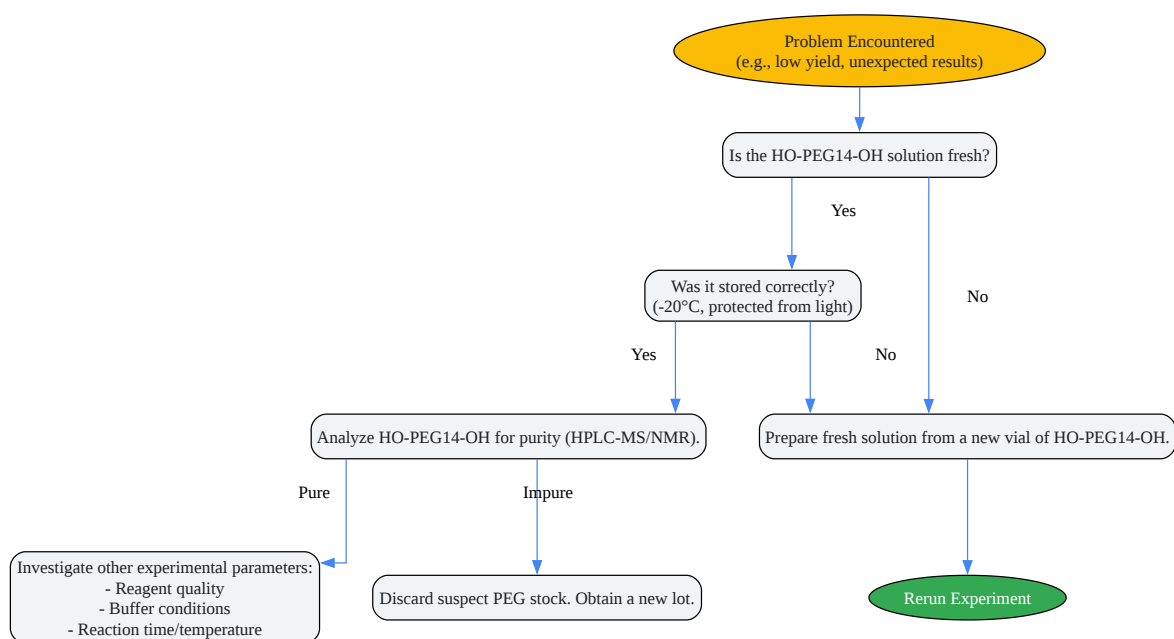 Problem Encountered
(e.g., low yield, unexpected results)
Is the HO-PEG14-OH solution fresh?
Yes
Was it stored correctly?
(-20°C, protected from light)
No
Yes
No
Analyze HO-PEG14-OH for purity (HPLC-MS/NMR).
Prepare fresh solution from a new vial of HO-PEG14-OH.
Pure
Impure
Investigate other experimental parameters:
- Reagent quality
- Buffer conditions
- Reaction time/temperature
Discard suspect PEG stock. Obtain a new lot.
Rerun Experiment